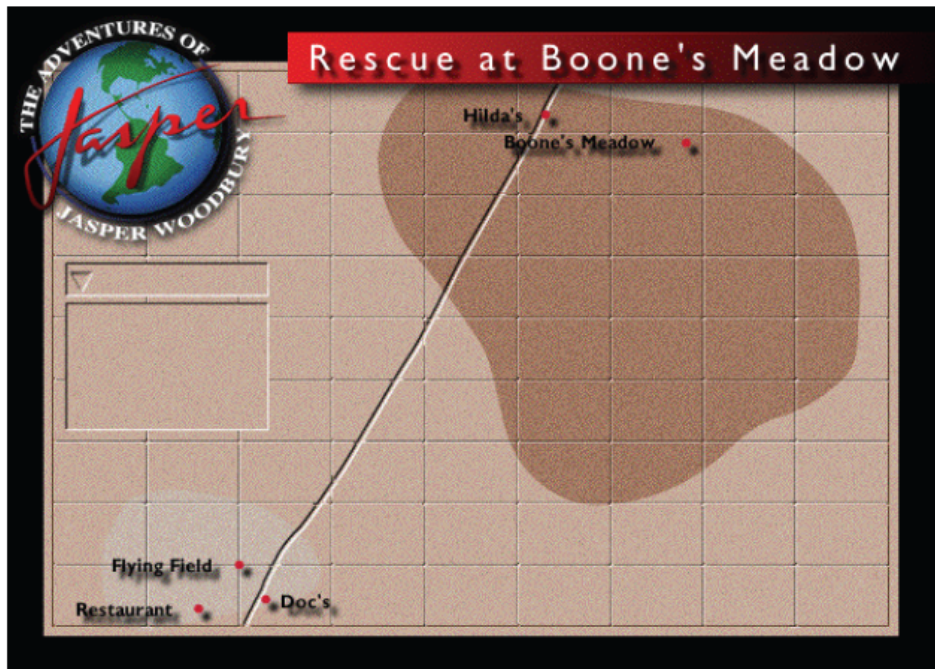 THE ADVENTURES OF
Jasper
JASPER WOODBURY
Rescue at Boone's Meadow
Hilda's
Boone's Meadow
Flying Field
Doc's
Restaurant